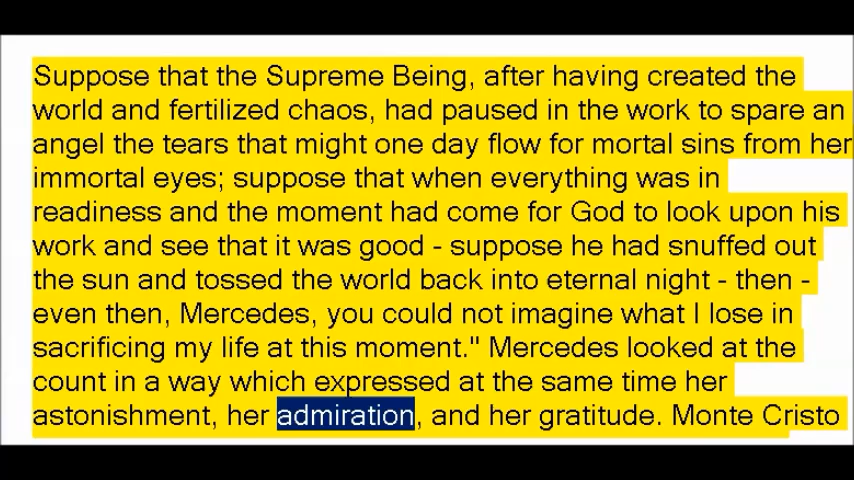 Suppose that the Supreme Being, after having created the
world and fertilized chaos, had paused in the work to spare an
angel the tears that might one day flow for mortal sins from her
immortal eyes; suppose that when everything was in
readiness and the moment had come for God to look upon his
work and see that it was good - suppose he had snuffed out
the sun and tossed the world back into eternal night - then -
even then, Mercedes, you could not imagine what I lose in
sacrificing my life at this moment." Mercedes looked at the
count in a way which expressed at the same time her
astonishment, her admiration, and her gratitude. Monte Cristo